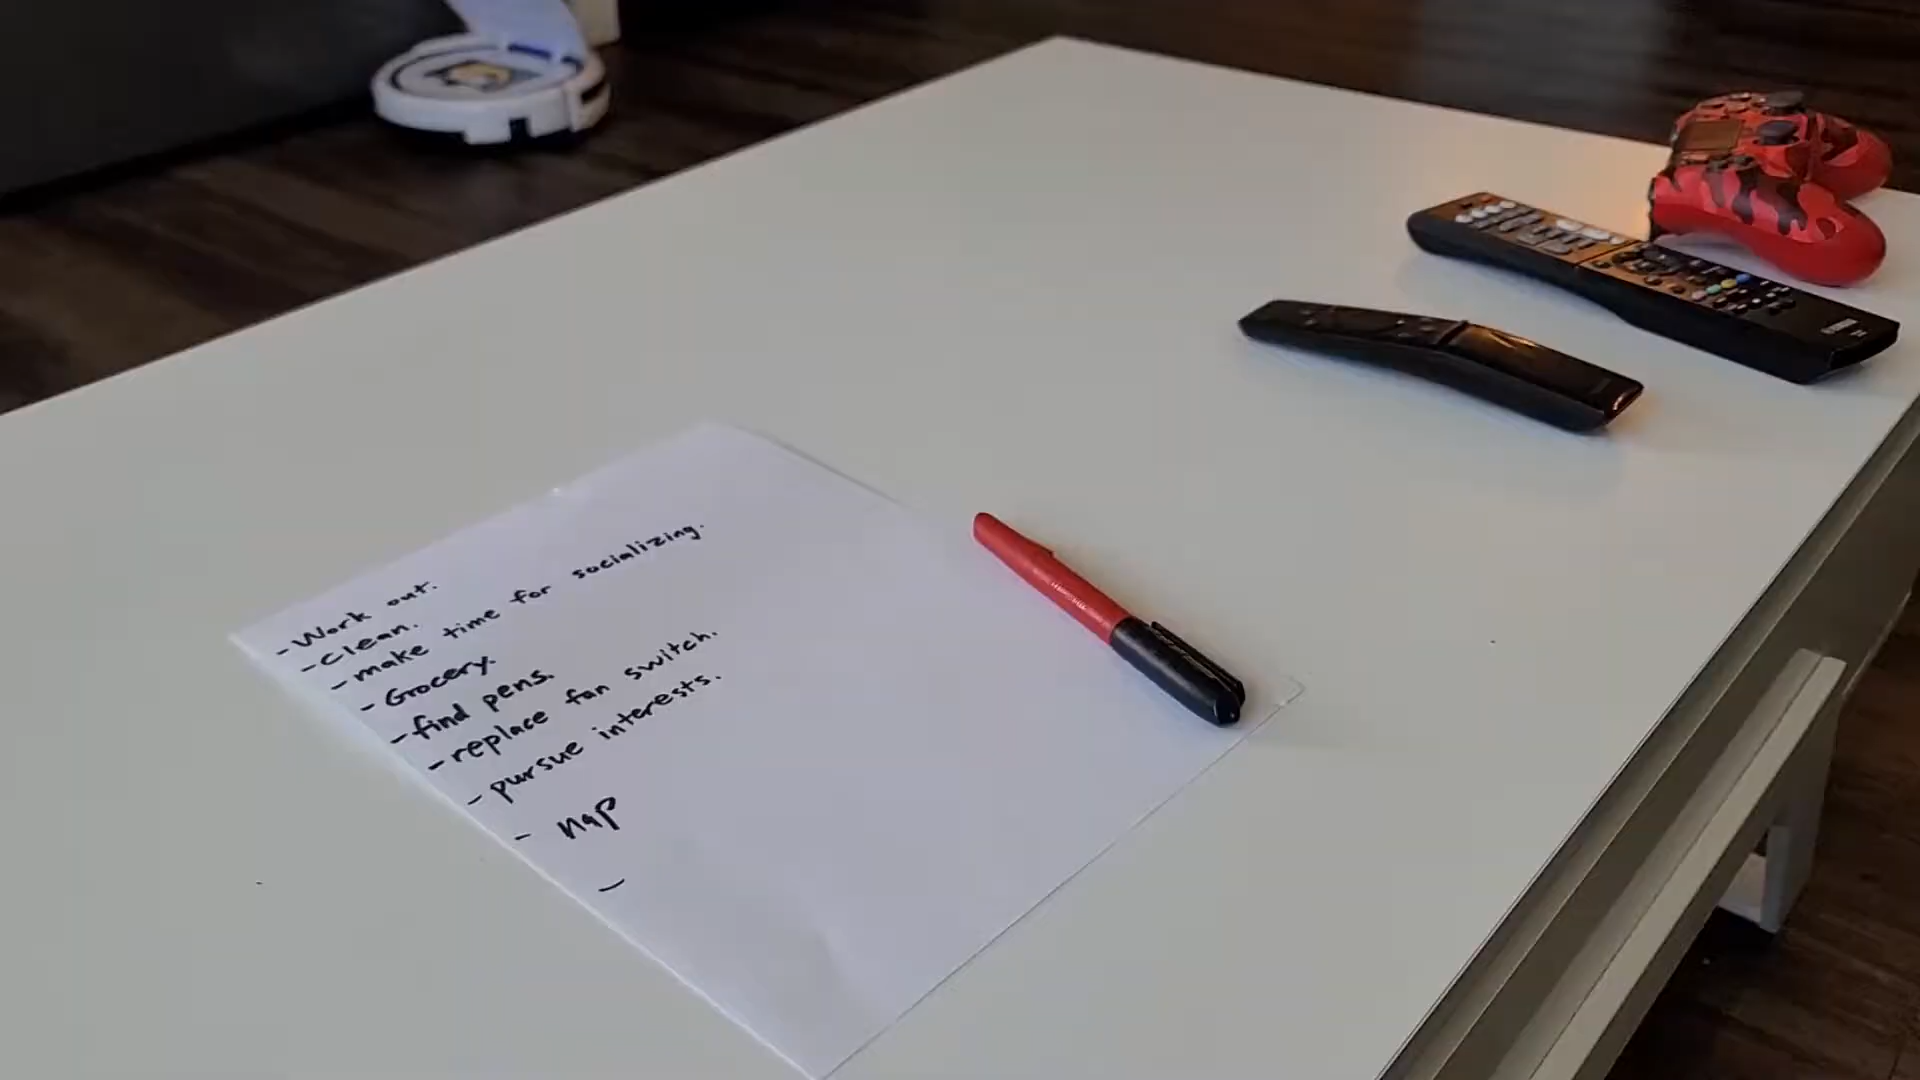 - Work out.
- Clean.
- make time for socializing.
- Grocery.
- find pens.
- replace fan switch.
- pursue interests.
- nap
-